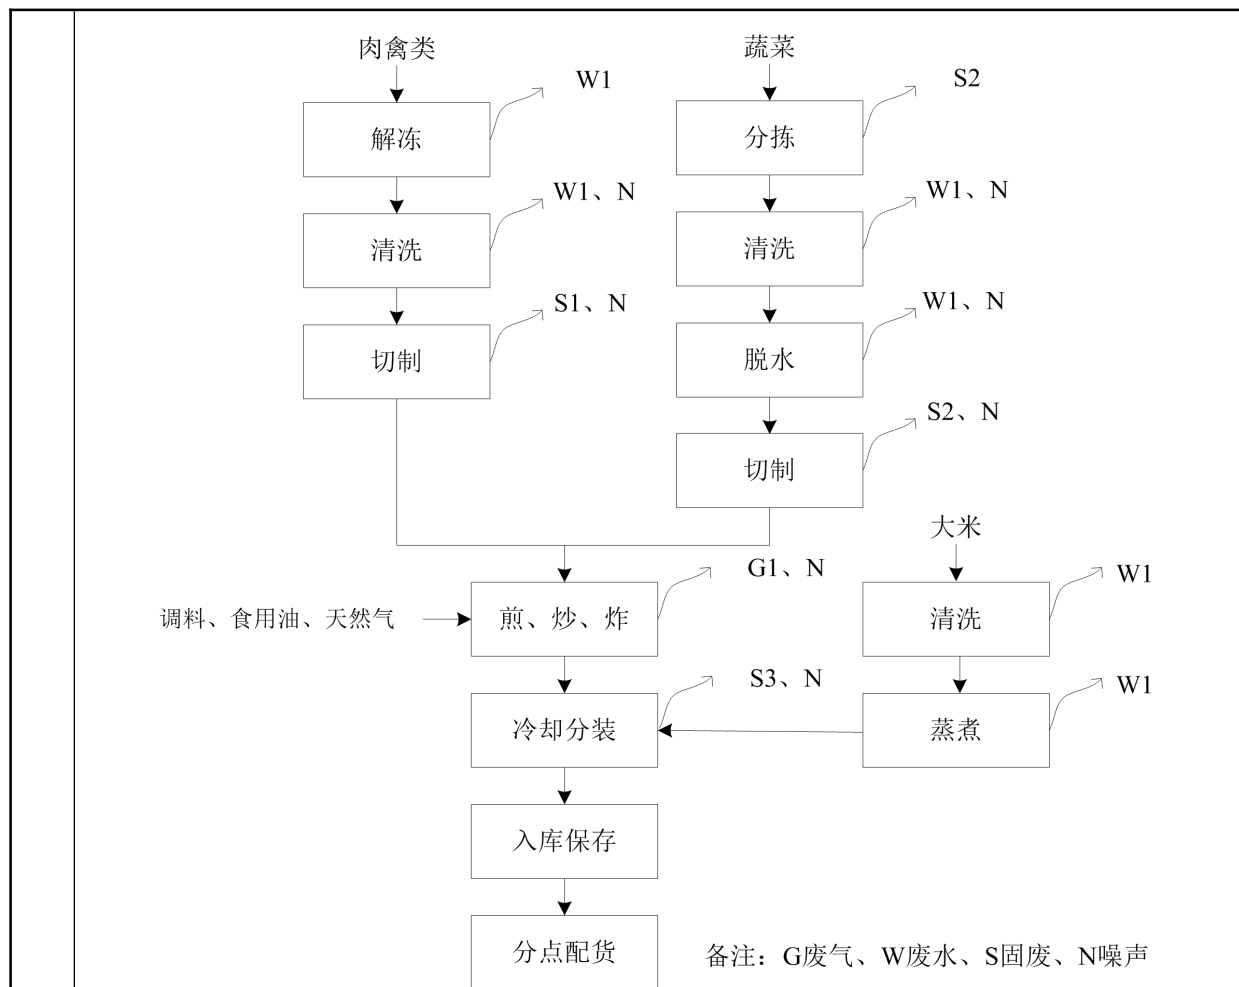 肉禽类
蔬菜
W1
S2
解冻
分拣
W1、N
W1、N
清洗
清洗
S1、N
W1、N
切制
脱水
S2、N
切制
大米
G1、N
W1
调料、食用油、天然气
煎、炒、炸
清洗
S3、N
W1
冷却分装
蒸煮
入库保存
分点配货
备注：G废气、W废水、S固废、N噪声